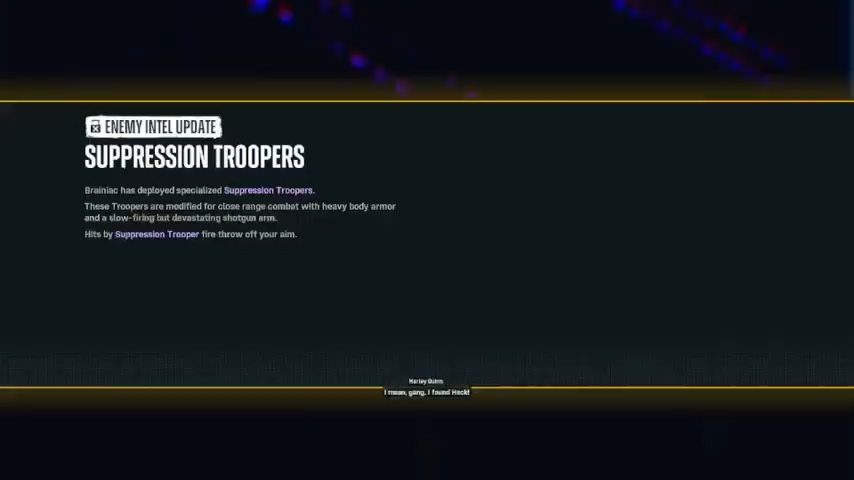 ENEMY INTEL UPDATE
SUPPRESSION TROOPERS
Brainiac has deployed specialized Suppression Troopers.
These Troopers are modified for close range combat with heavy body armor
and a slow-firing but devastating shotgun arm.
Hits by Suppression Trooper fire throw off your aim.
Harley Quinn
I mean, gang, I found Hack!